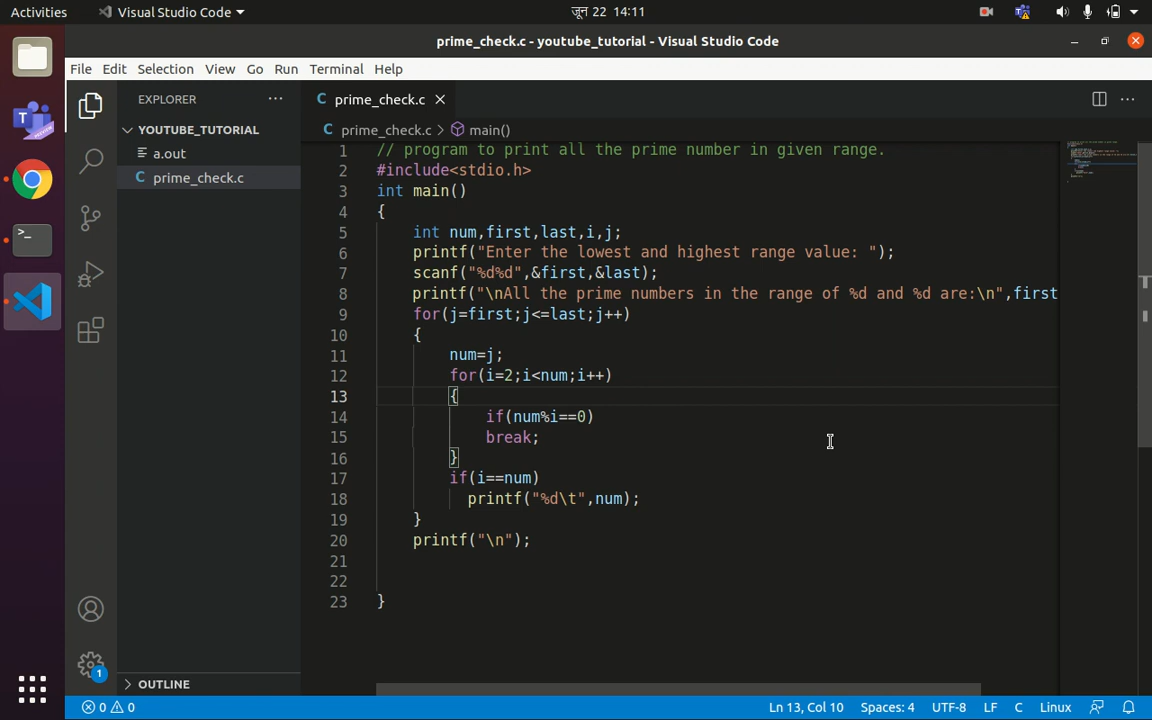 Activities
Visual Studio Code
जून 22 14:11
prime_check.c - youtube_tutorial - Visual Studio Code
File Edit Selection View Go Run Terminal Help
EXPLORER
YOUTUBE_TUTORIAL
a.out
C prime_check.c
OUTLINE
C prime_check.c
C prime_check.c > main()
1 // program to print all the prime number in given range.
2 #include<stdio.h>
3 int main()
4 {
5 int num,first,last,i,j;
6 printf("Enter the lowest and highest range value: ");
7 scanf("%d%d",&first,&last);
8 printf("\nAll the prime numbers in the range of %d and %d are:\n",first
9 for(j=first;j<=last;j++)
10 {
11 num=j;
12 for(i=2;i<num;i++)
13 {
14 if(num%i==0)
15 break;
16 }
17 if(i==num)
18 printf("%d\t",num);
19 }
20 printf("\n");
21
22
23 }
1
0 0
Ln 13, Col 10 Spaces: 4 UTF-8 LF C Linux